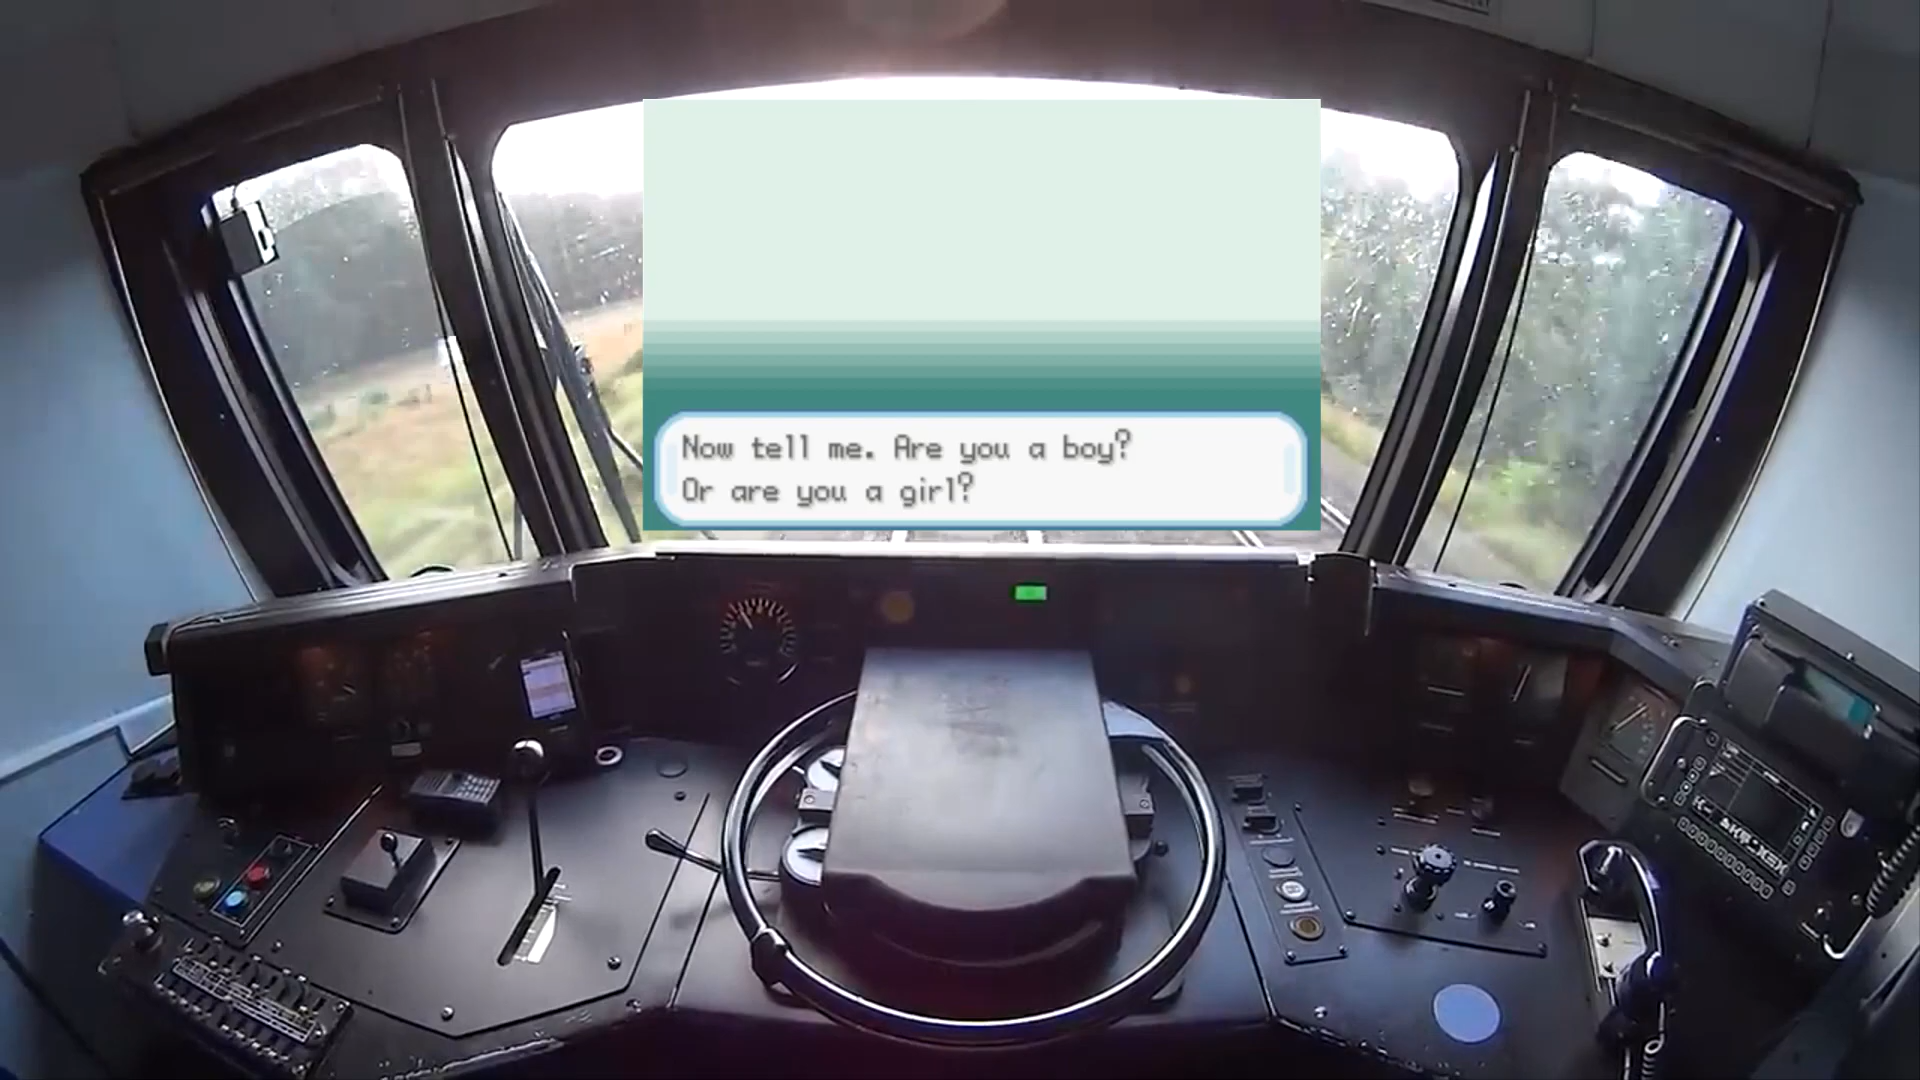 Now tell me. Are you a boy?
Or are you a girl?